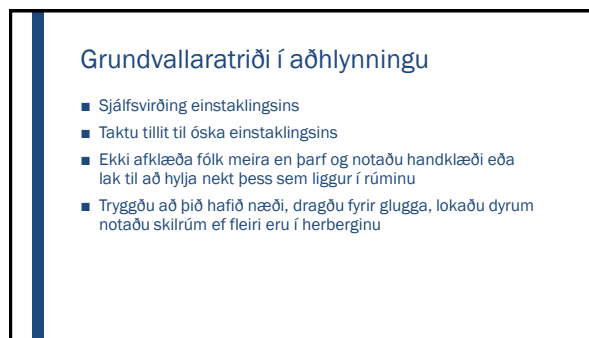 Grundvallaratriði í aðhlynningu
■ Sjálfsvirðing einstaklingsins
■ Taktu tillit til óska einstaklingsins
■ Ekki afklæða fólk meira en þarf og notaðu handklæði eða
lak til að hylja nekt þess sem liggur í rúminu
■ Tryggðu að þið hafið næði, dragðu fyrir glugga, lokaðu dyrum
notaðu skilrúm ef fleiri eru í herberginu